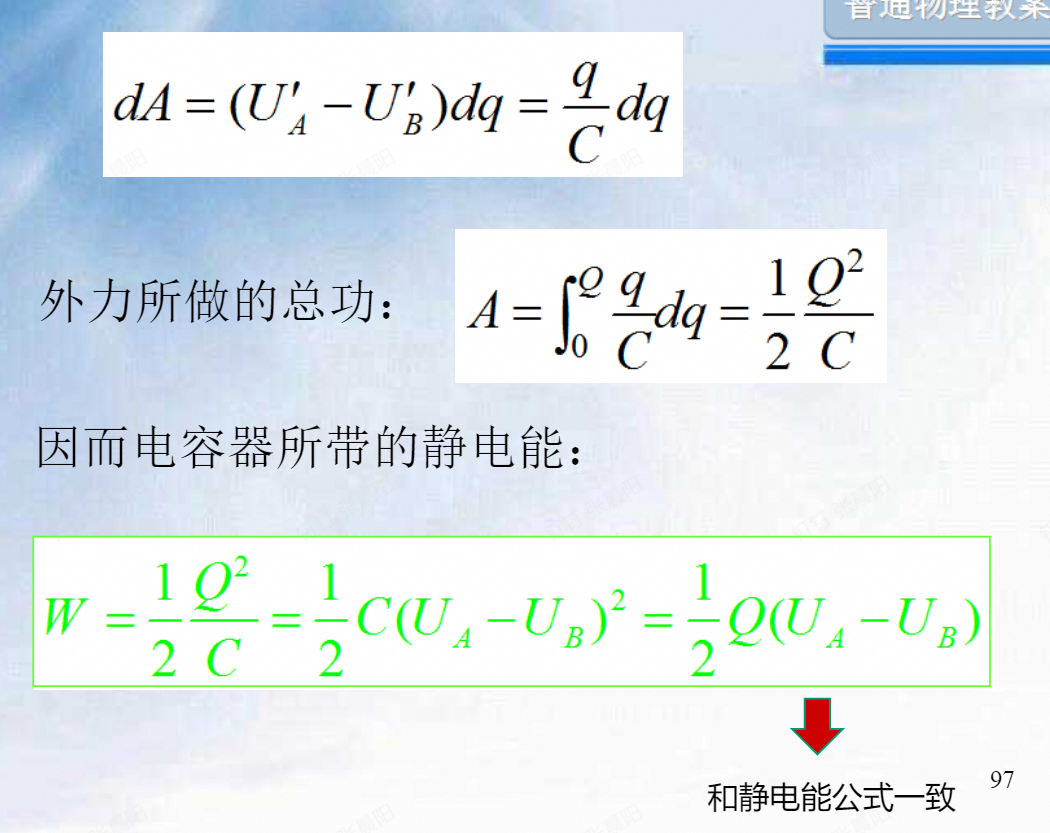 普通物理教案
dA = (U'_A − U'_B)dq = \frac{q}{C} dq
外力所做的总功： A = \int_0^Q \frac{q}{C} dq = \frac{1}{2} \frac{Q^2}{C}
因而电容器所带的静电能：
W = \frac{1}{2} \frac{Q^2}{C} = \frac{1}{2} C(U_A − U_B)^2 = \frac{1}{2} Q(U_A − U_B)
和静电能公式一致
97